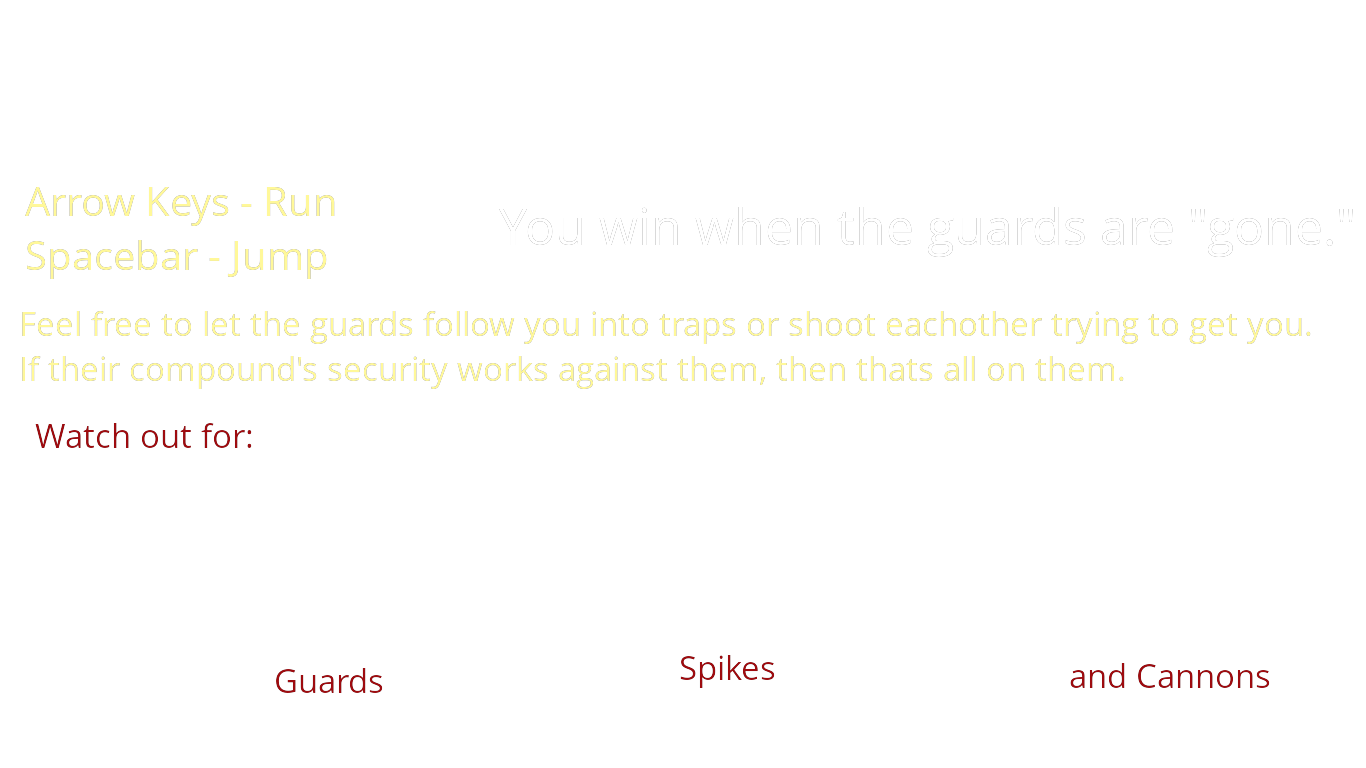 Arrow Keys - Run
You win when the guards are "gone."
Spacebar - Jump
Feel free to let the guards follow you into traps or shoot eachother trying to get you.
If their compound's security works against them, then thats all on them.
Watch out for:
Guards
Spikes
and Cannons